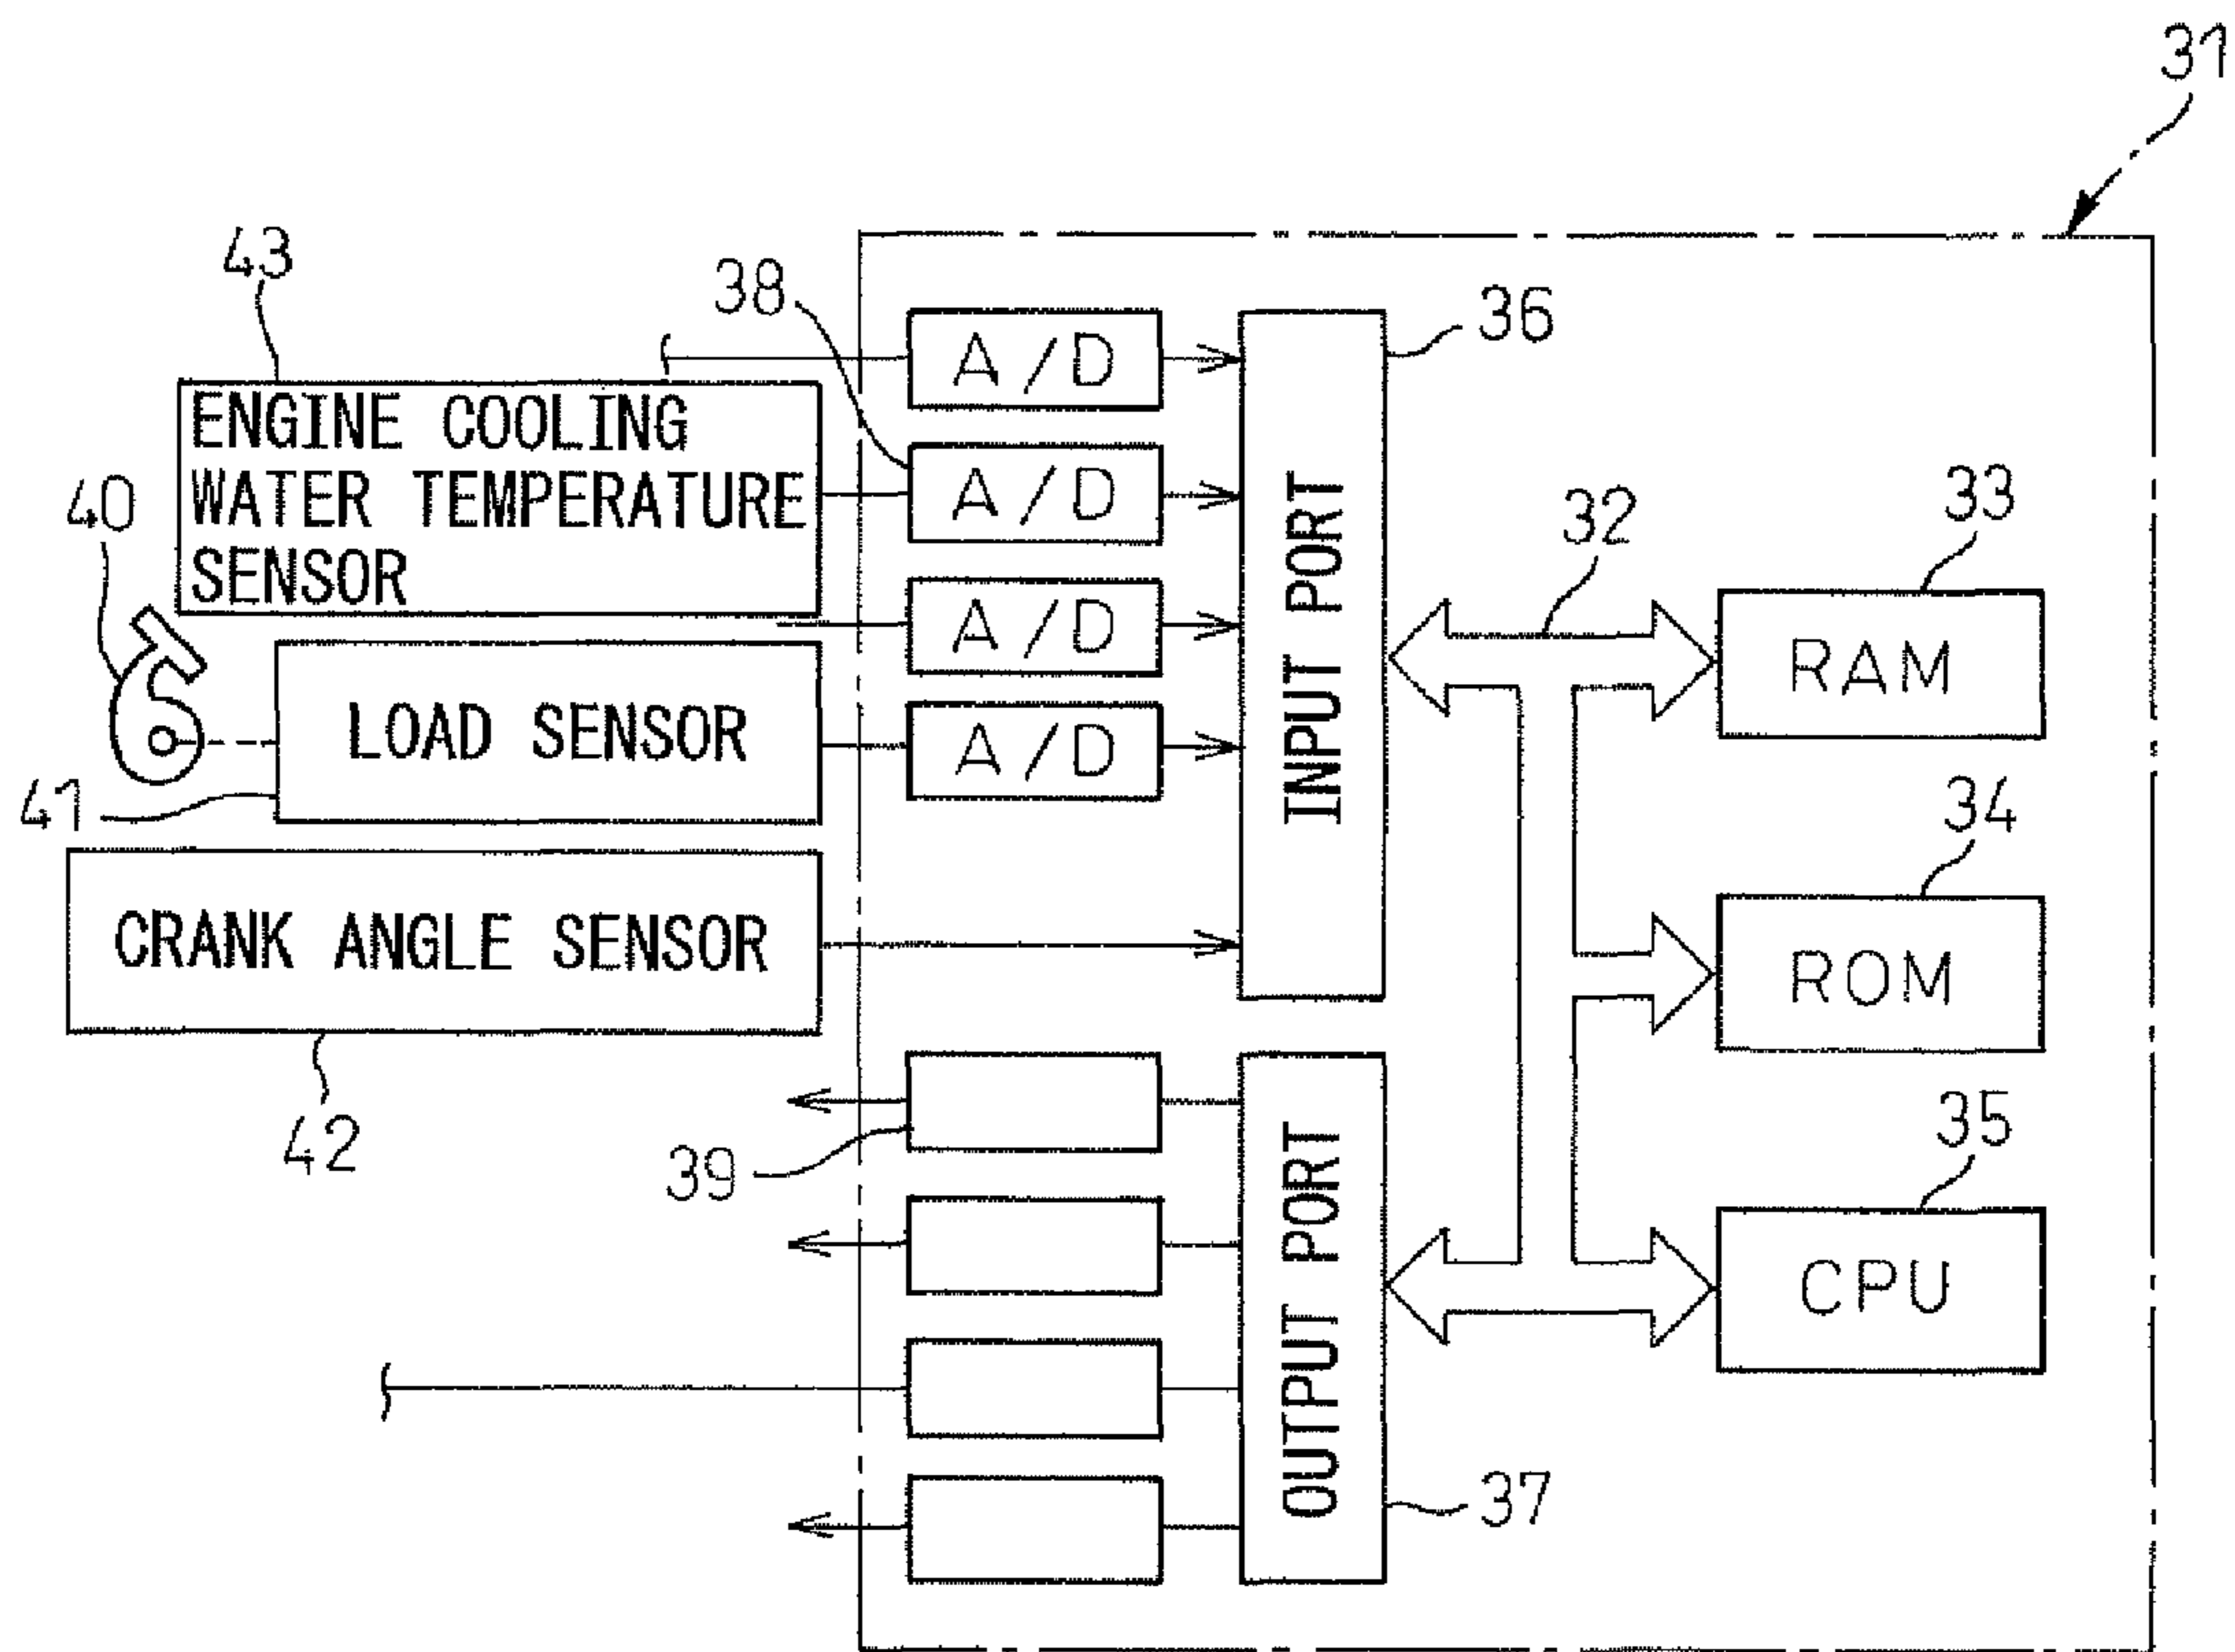 31
43
38
A/D
36
ENGINE COOLING
WATER TEMPERATURE
SENSOR
A/D
40
INPUT PORT
32
33
A/D
RAM
LOAD SENSOR
A/D
41
34
CRANK ANGLE SENSOR
ROM
42
39
OUTPUT PORT
35
CPU
37